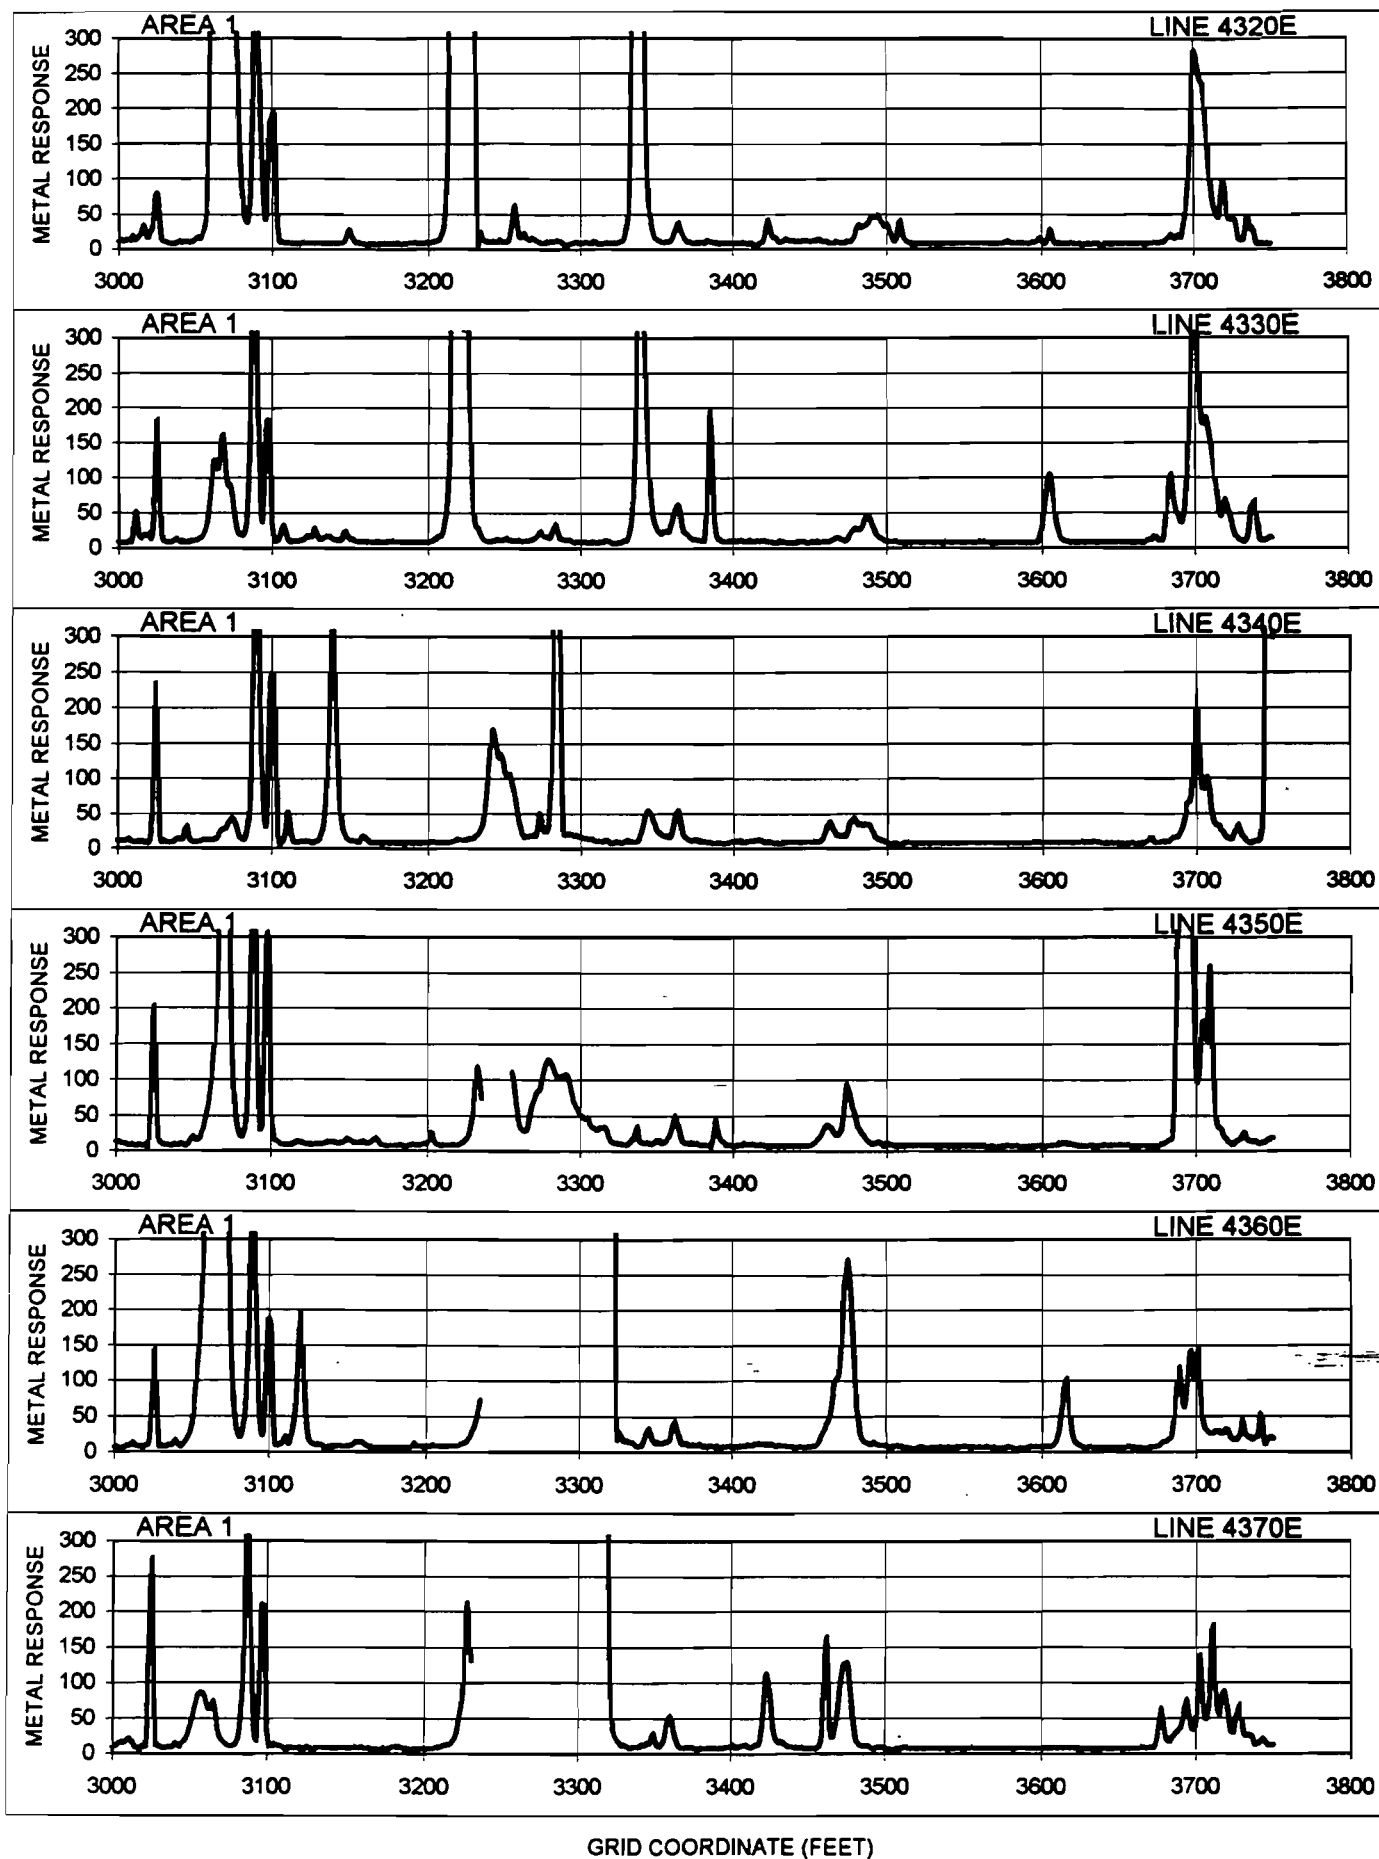 AREA 1 LINE 4320E
METAL RESPONSE
300
250
200
150
100
50
0
3000 3100 3200 3300 3400 3500 3600 3700 3800
AREA 1 LINE 4330E
METAL RESPONSE
300
250
200
150
100
50
0
3000 3100 3200 3300 3400 3500 3600 3700 3800
AREA 1 LINE 4340E
METAL RESPONSE
300
250
200
150
100
50
0
3000 3100 3200 3300 3400 3500 3600 3700 3800
AREA 1 LINE 4350E
METAL RESPONSE
300
250
200
150
100
50
0
3000 3100 3200 3300 3400 3500 3600 3700 3800
AREA 1 LINE 4360E
METAL RESPONSE
300
250
200
150
100
50
0
3000 3100 3200 3300 3400 3500 3600 3700 3800
AREA 1 LINE 4370E
METAL RESPONSE
300
250
200
150
100
50
0
3000 3100 3200 3300 3400 3500 3600 3700 3800
GRID COORDINATE (FEET)